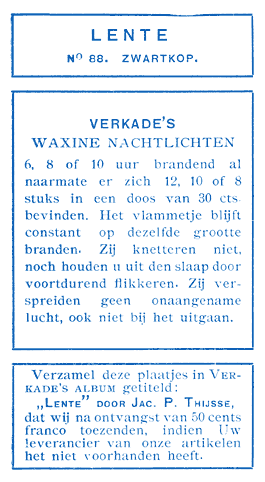 LENTE
No 88. ZWARTKOP.
VERKADE'S
WAXINE NACHTLICHTEN
6, 8 of 10 uur brandend al
naarmate er zich 12, 10 of 8
stuks in een doos van 30 cts.
bevinden. Het vlammetje blijft
constant op dezelfde grootte
branden. Zij knetteren niet,
noch houden u uit den slaap door
voortdurend flikkeren. Zij ver-
spreiden geen onaangename
lucht, ook niet bij het uitgaan.
Verzamel deze plaatjes in VER-
KADE'S ALBUM getiteld:
„LENTE” DOOR JAC. P. THIJSSE,
dat wij na ontvangst van 50 cents
franco toezenden, indien Uw
leverancier van onze artikelen
het niet voorhanden heeft.